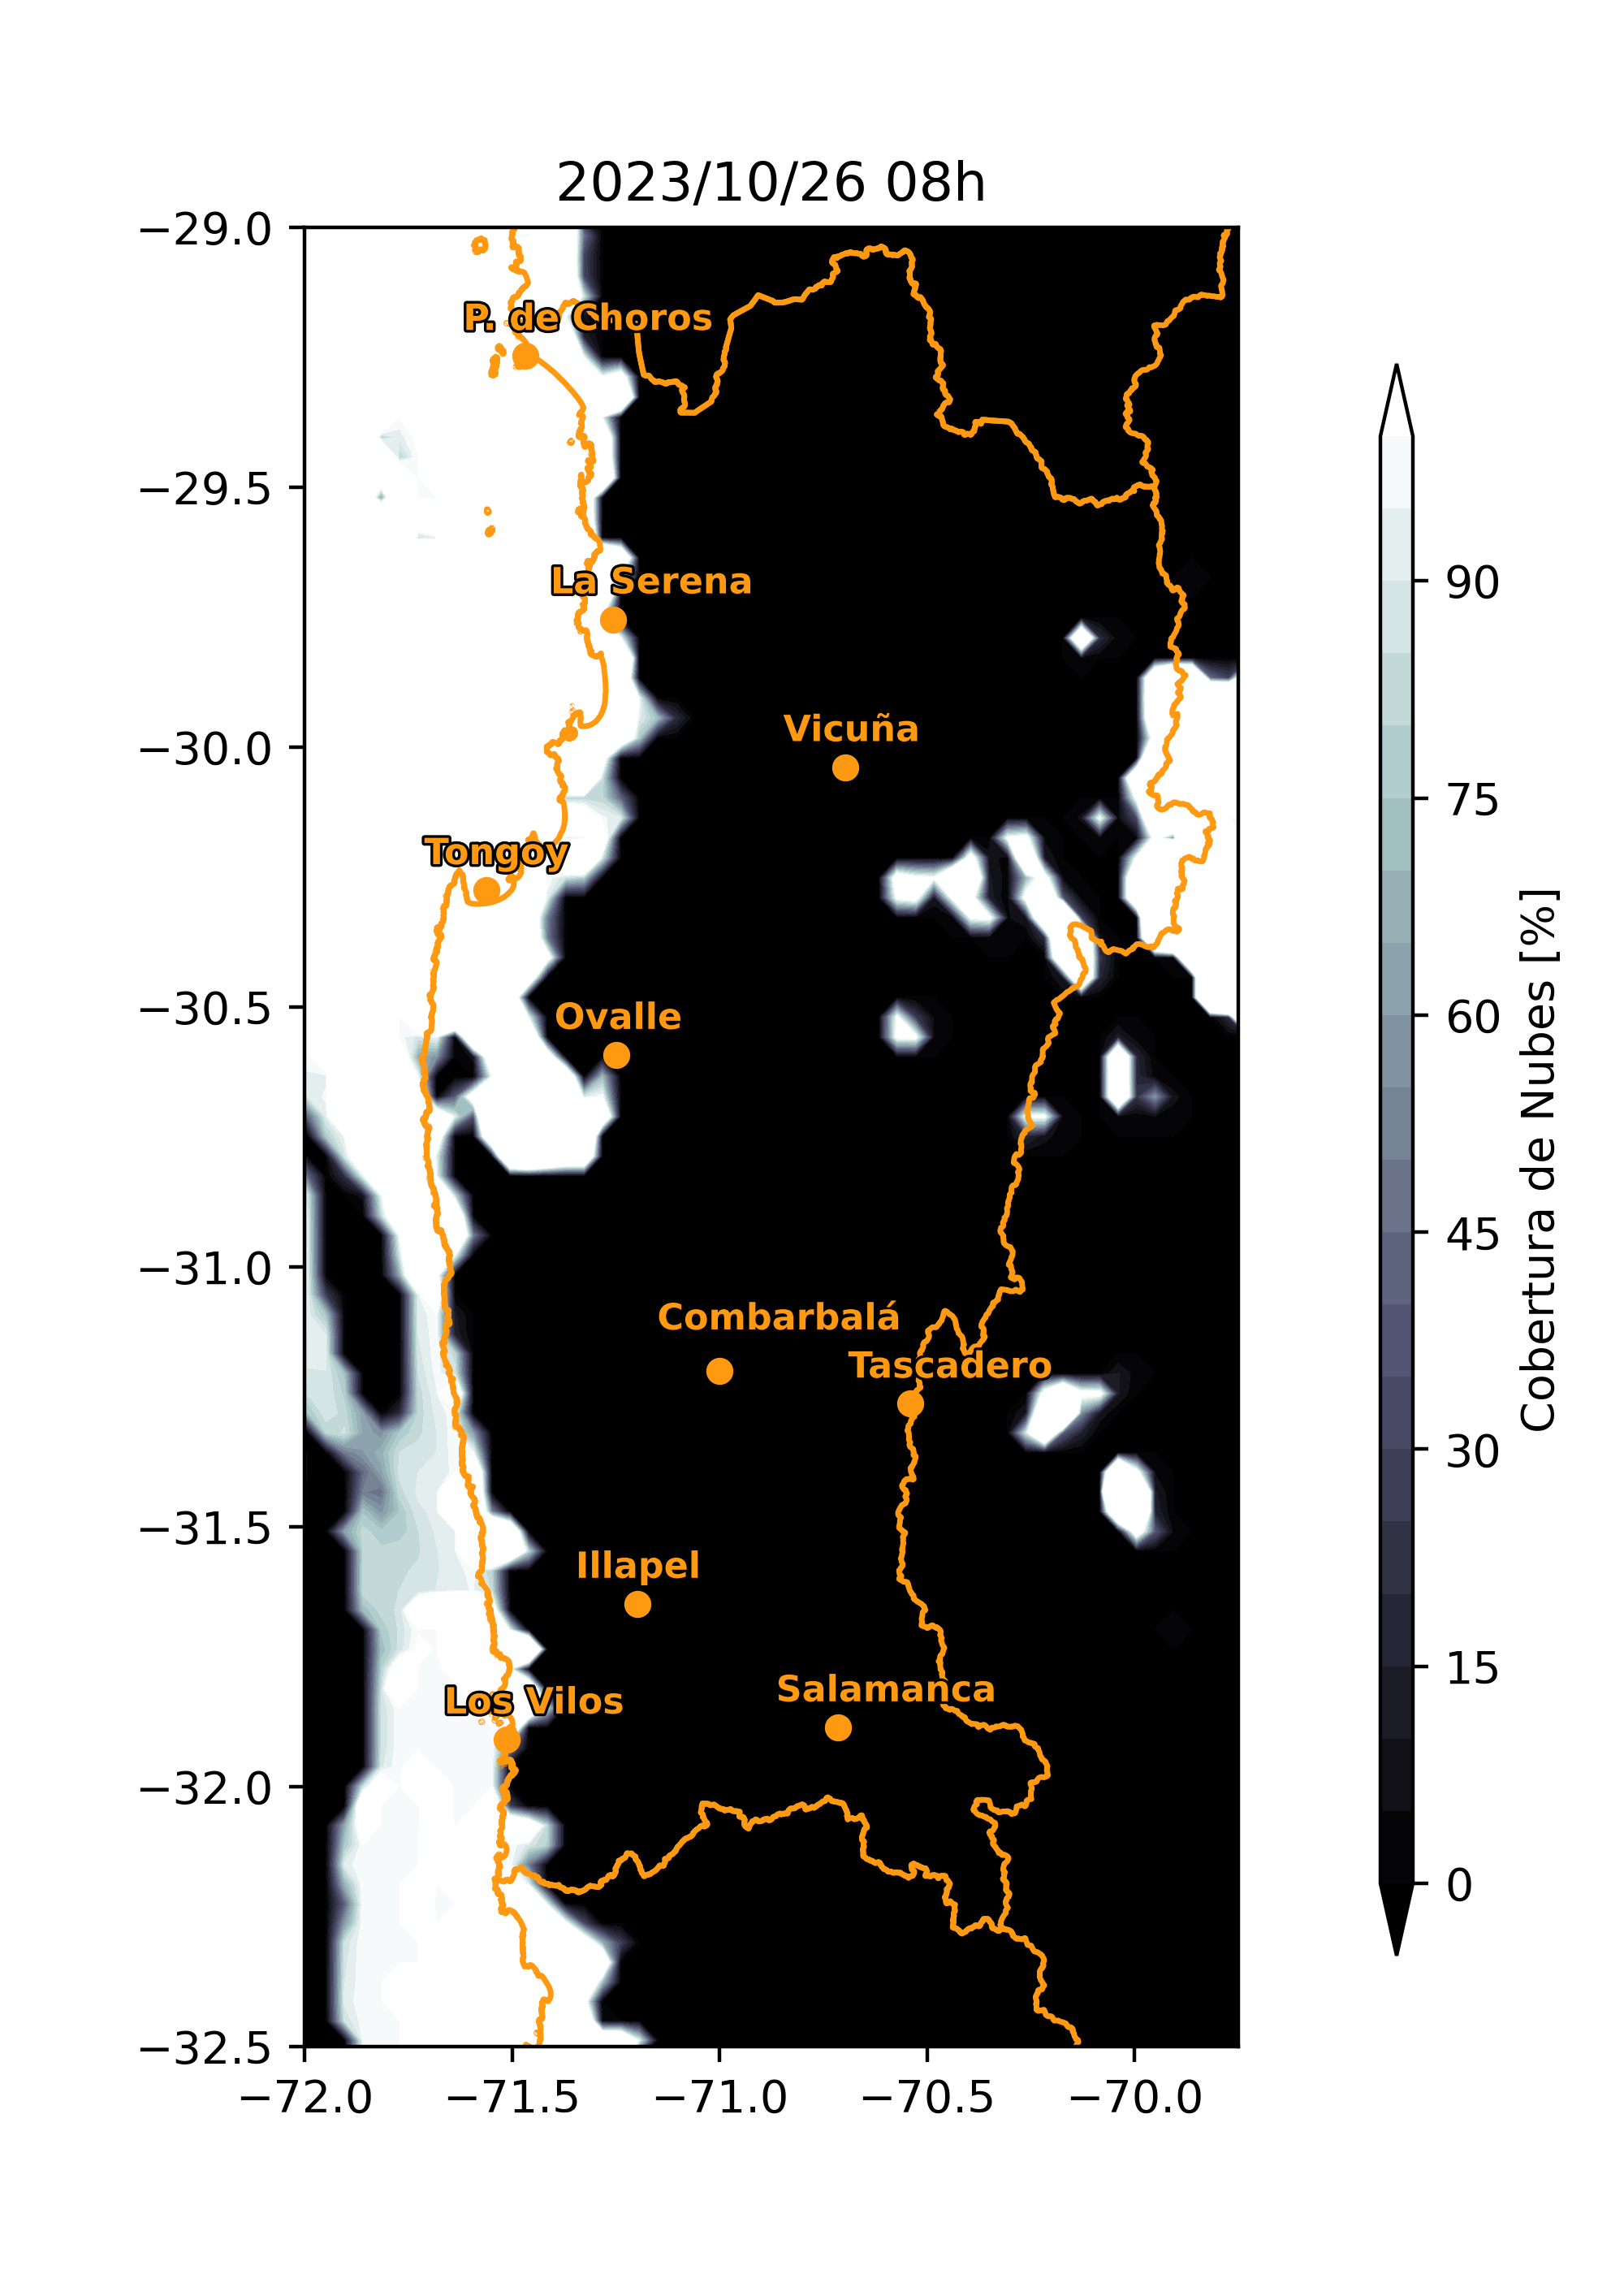 2023/10/26 08h
−29.0
P. de Choros
−29.5
La Serena
90
Vicuña
−30.0
75
Tongoy
−30.5
Ovalle
60
Cobertura de Nubes [%]
45
−31.0
Combarbalá
Tascadero
30
−31.5
Illapel
15
Salamanca
Los Vilos
−32.0
0
−32.5
−72.0 −71.5 −71.0 −70.5 −70.0